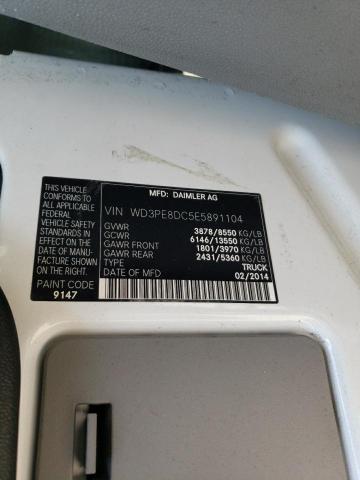 MFD: DAIMLER AG
THIS VEHICLE
CONFORMS TO ALL
APPLICABLE U.S.
FEDERAL MOTOR
VEHICLE SAFETY
STANDARDS IN
EFFECT ON THE
DATE OF MANU-
FACTURE SHOWN
ON THE RIGHT.
PAINT CODE
9147
VIN WD3PE8DC5E5891104
GVWR 3878/8550 KG/LB
GCWR 6146/13550 KG/LB
GAWR FRONT 1801/3970 KG/LB
GAWR REAR 2431/5360 KG/LB
TYPE TRUCK
DATE OF MFD 02/2014